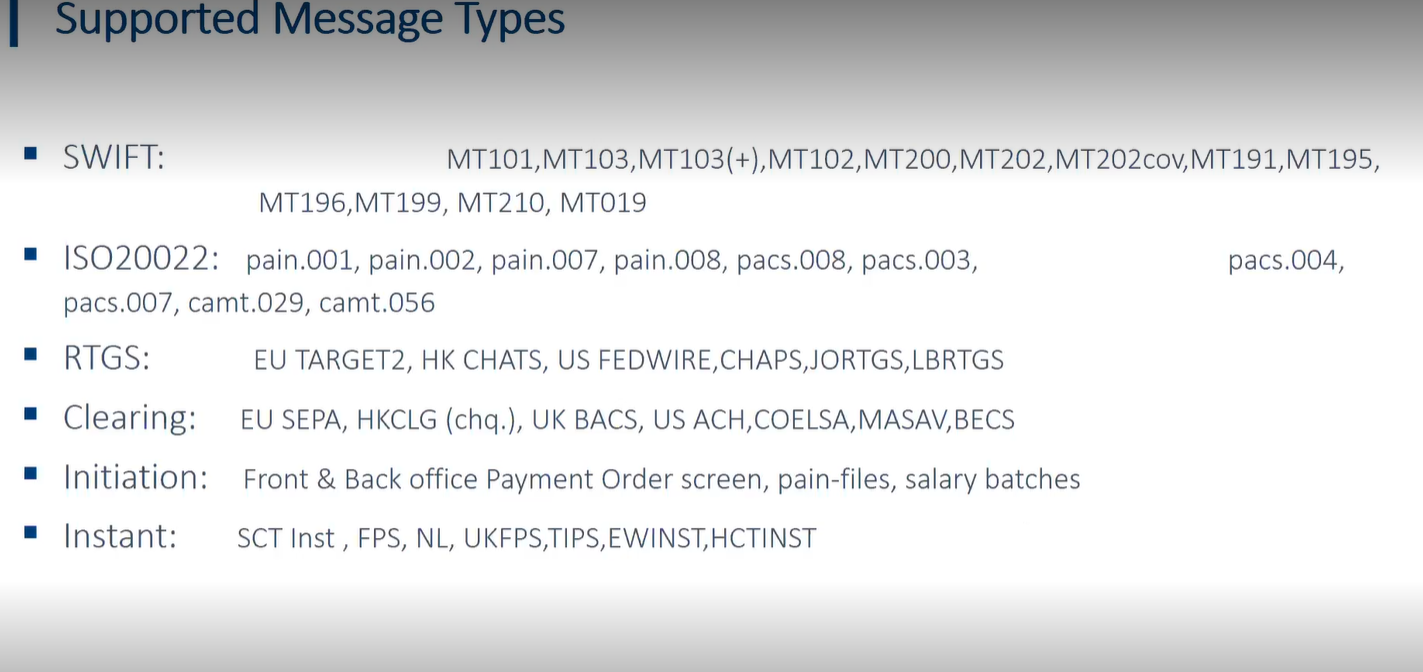 Supported Message Types
SWIFT: MT101,MT103,MT103(+),MT102,MT200,MT202,MT202cov,MT191,MT195,
MT196,MT199, MT210, MT019
ISO20022: pain.001, pain.002, pain.007, pain.008, pacs.008, pacs.003, pacs.004,
pacs.007, camt.029, camt.056
RTGS: EU TARGET2, HK CHATS, US FEDWIRE,CHAPS,JORTGS,LBRTGS
Clearing: EU SEPA, HKCLG (chq.), UK BACS, US ACH,COELSA,MASAV,BECS
Initiation: Front & Back office Payment Order screen, pain-files, salary batches
Instant: SCT Inst , FPS, NL, UKFPS,TIPS,EWINST,HCTINST